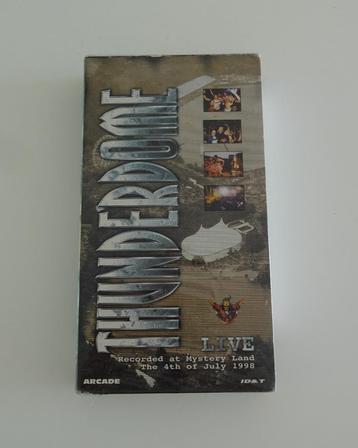 THUNDERDOME
LIVE
Recorded at Mystery Land
The 4th of July 1998
ARCADE
ID&T